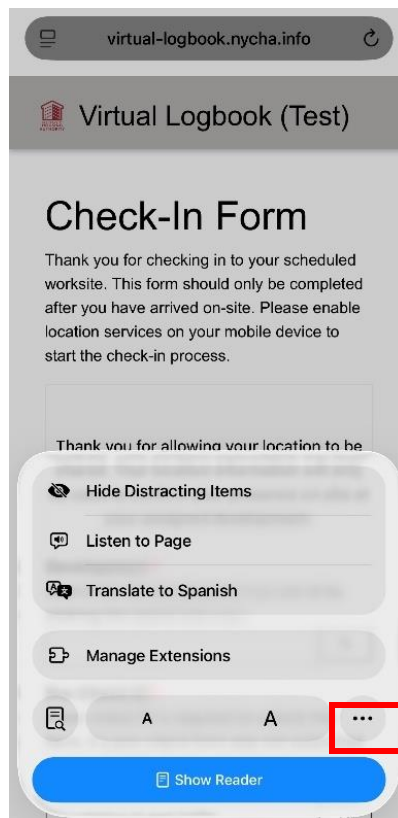 virtual-logbook.nycha.info
Virtual Logbook (Test)
Check-In Form
Thank you for checking in to your scheduled
worksite. This form should only be completed
after you have arrived on-site. Please enable
location services on your mobile device to
start the check-in process.
Thank you for allowing your location to be
Hide Distracting Items
Listen to Page
Translate to Spanish
Manage Extensions
A A
Show Reader